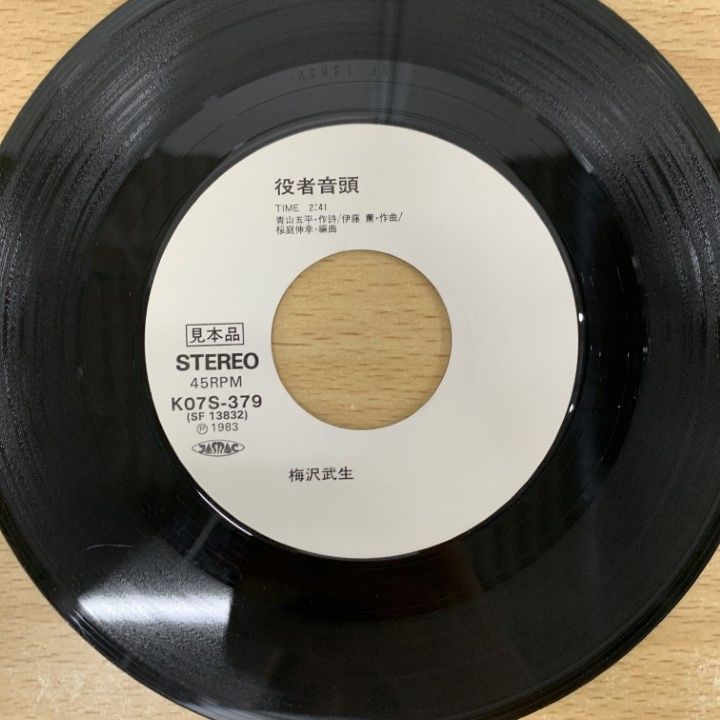 SF 13832
役者音頭
TIME 2:41
青山五平・作詩/伊藤 薫・作曲/
桜庭伸幸・編曲
見本品
STEREO
45RPM
K07S-379
(SF 13832)
Ⓟ 1983
JASRAC
梅沢武生